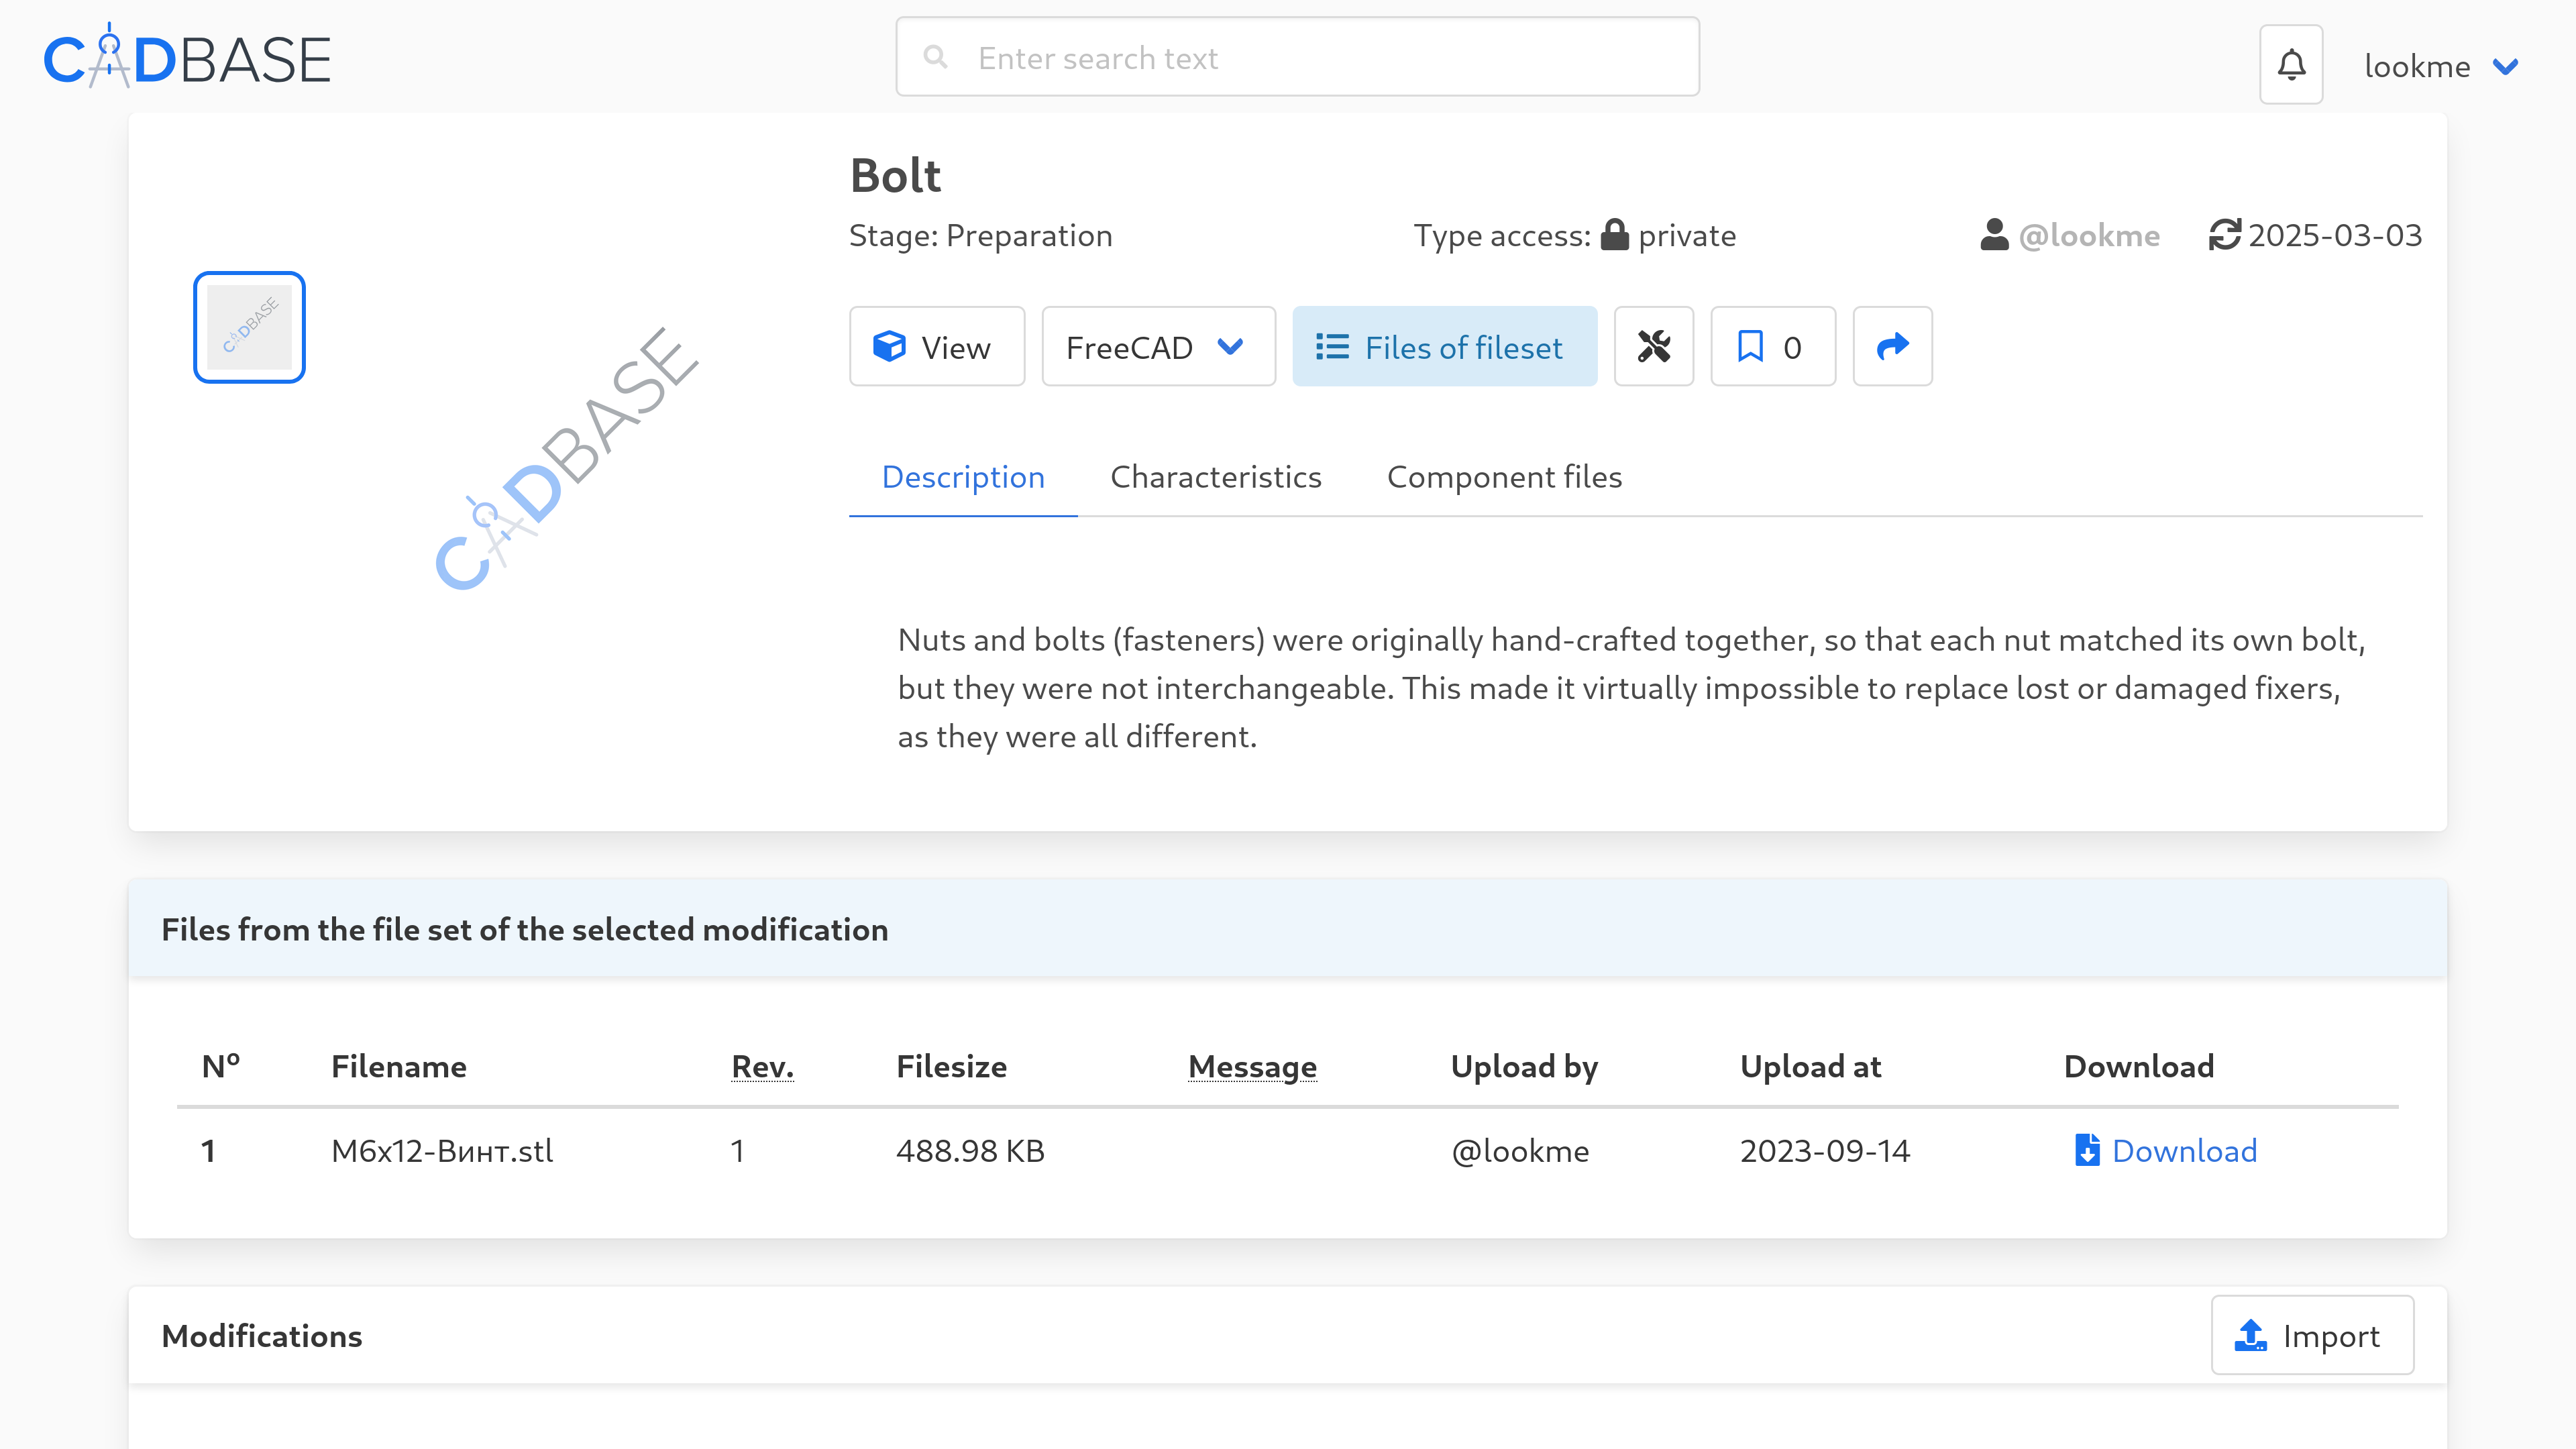 CADBASE
Enter search text
lookme
Bolt
Stage: Preparation
Type access: private
@lookme
2025-03-03
CADBASE
CADBASE
View
FreeCAD
Files of fileset
0
Description
Characteristics
Component files
Nuts and bolts (fasteners) were originally hand-crafted together, so that each nut matched its own bolt,
but they were not interchangeable. This made it virtually impossible to replace lost or damaged fixers,
as they were all different.
Files from the file set of the selected modification
Nº Filename Rev. Filesize Message Upload by Upload at Download
1 M6x12-Винт.stl 1 488.98 KB @lookme 2023-09-14 Download
Modifications
Import